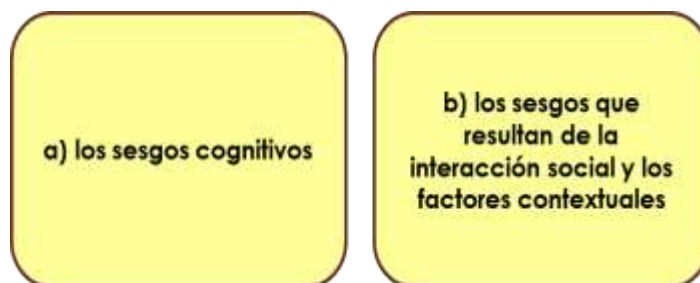 a) los sesgos cognitivos
b) los sesgos que
resultan de la
interacción social y los
factores contextuales